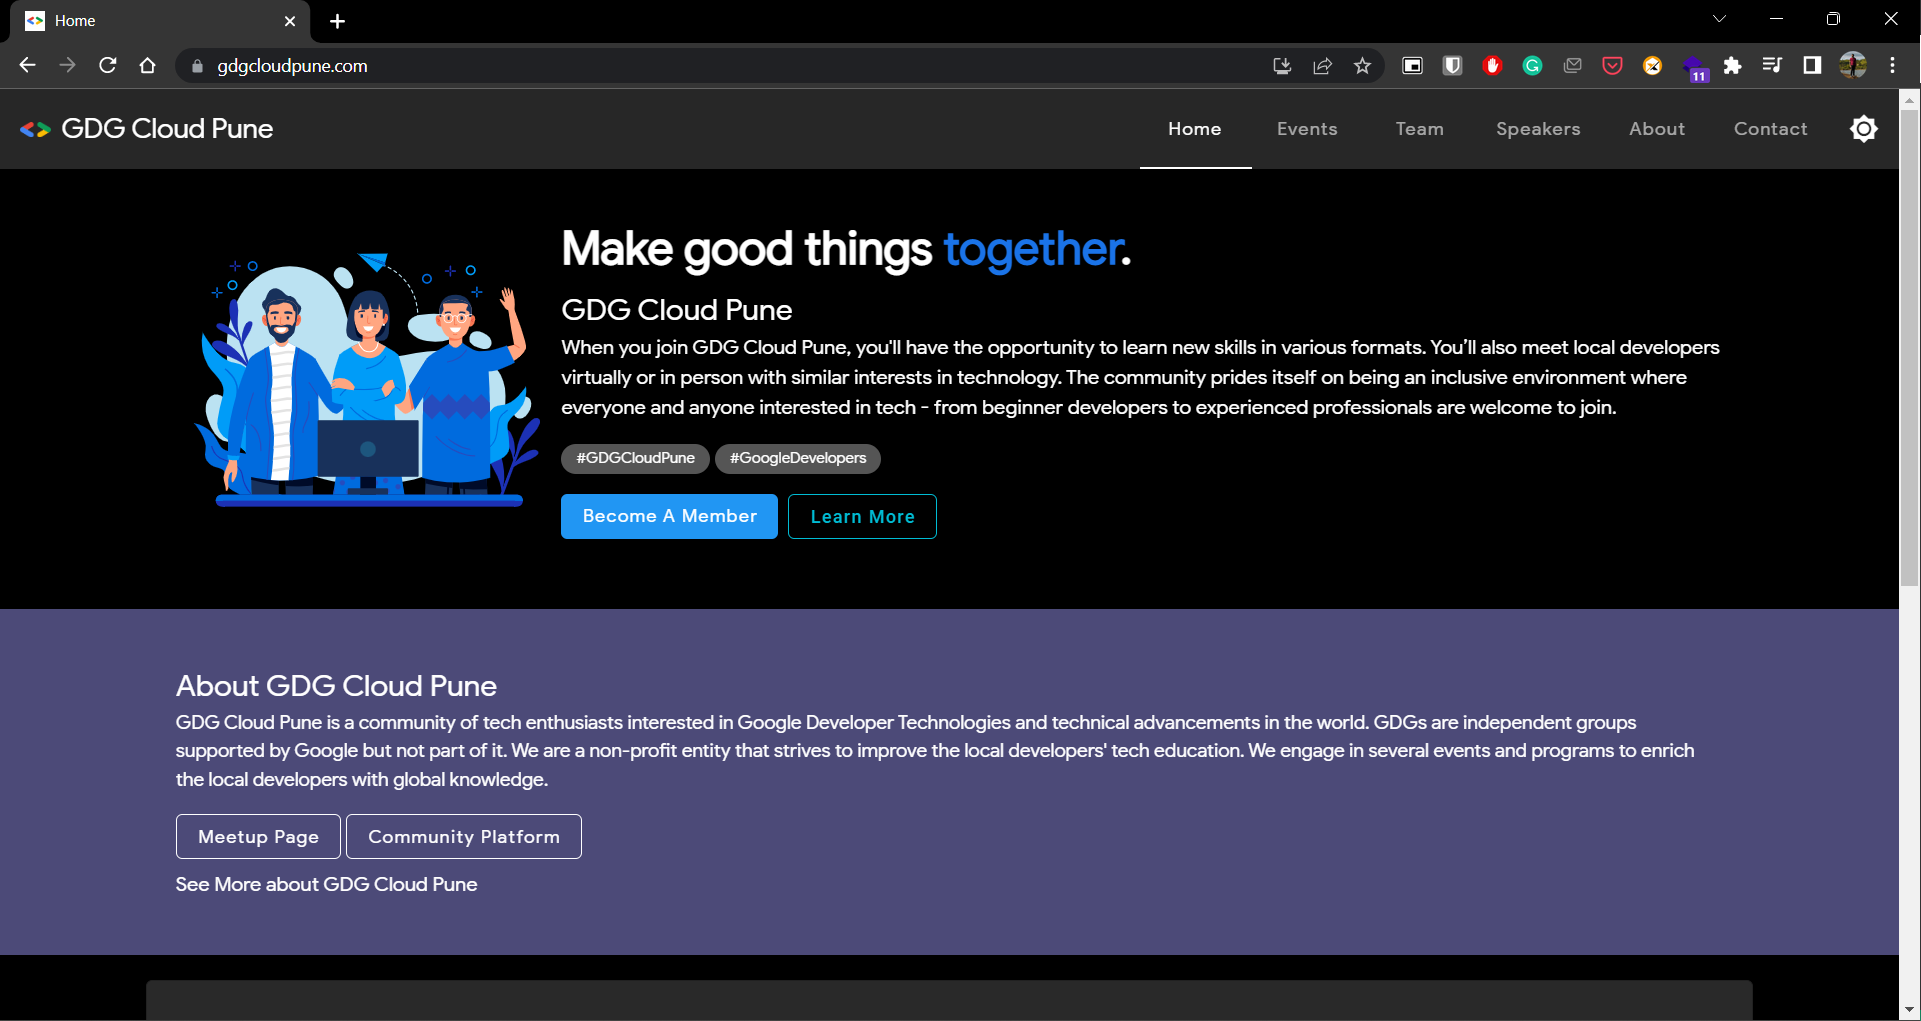 Home
gdgcloudpune.com
11
GDG Cloud Pune
Home Events Team Speakers About Contact
Make good things together.
GDG Cloud Pune
When you join GDG Cloud Pune, you'll have the opportunity to learn new skills in various formats. You’ll also meet local developers
virtually or in person with similar interests in technology. The community prides itself on being an inclusive environment where
everyone and anyone interested in tech - from beginner developers to experienced professionals are welcome to join.
#GDGCloudPune #GoogleDevelopers
Become A Member Learn More
About GDG Cloud Pune
GDG Cloud Pune is a community of tech enthusiasts interested in Google Developer Technologies and technical advancements in the world. GDGs are independent groups
supported by Google but not part of it. We are a non-profit entity that strives to improve the local developers' tech education. We engage in several events and programs to enrich
the local developers with global knowledge.
Meetup Page Community Platform
See More about GDG Cloud Pune